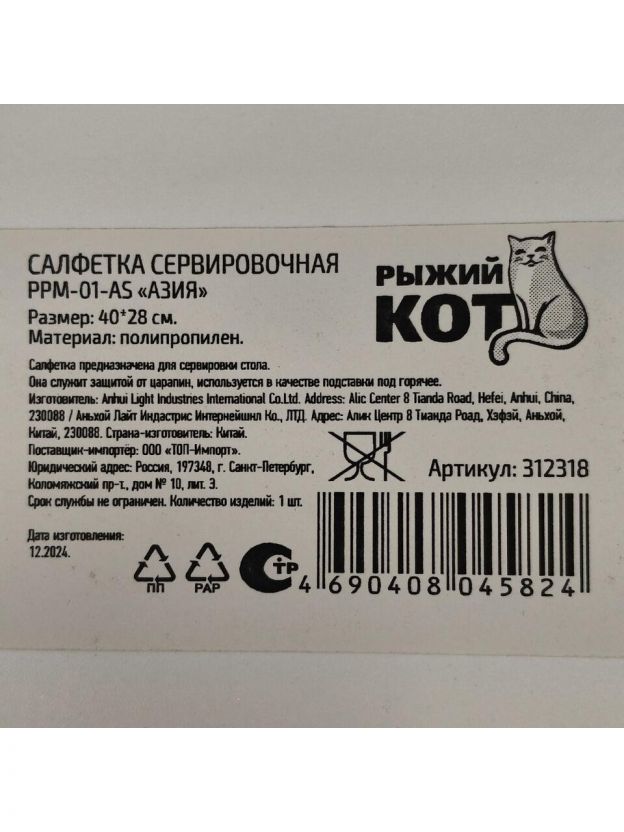 САЛФЕТКА СЕРВИРОВОЧНАЯ
PPM-01-AS «АЗИЯ»
Размер: 40*28 см.
Материал: полипропилен.
РЫЖИЙ
КОТ
Салфетка предназначена для сервировки стола.
Она служит защитой от царапин, используется в качестве подставки под горячее.
Изготовитель: Anhui Light Industries International Co.Ltd. Address: Alic Center 8 Tianda Road, Hefei, Anhui, China,
230088 / Аньхой Лайт Индастрис Интернейшнл Ко., ЛТД. Адрес: Алик Центр 8 Тианда Роад, Хэфэй, Аньхой,
Китай, 230088. Страна-изготовитель: Китай.
Поставщик-импортёр: ООО «ТОП-Импорт».
Юридический адрес: Россия, 197348, г. Санкт-Петербург,
Коломяжский пр-т., дом № 10, лит. Э.
Срок службы не ограничен. Количество изделий: 1 шт.
Артикул: 312318
Дата изготовления:
12.2024.
ПП
PAP
СТР
4 690408 045824